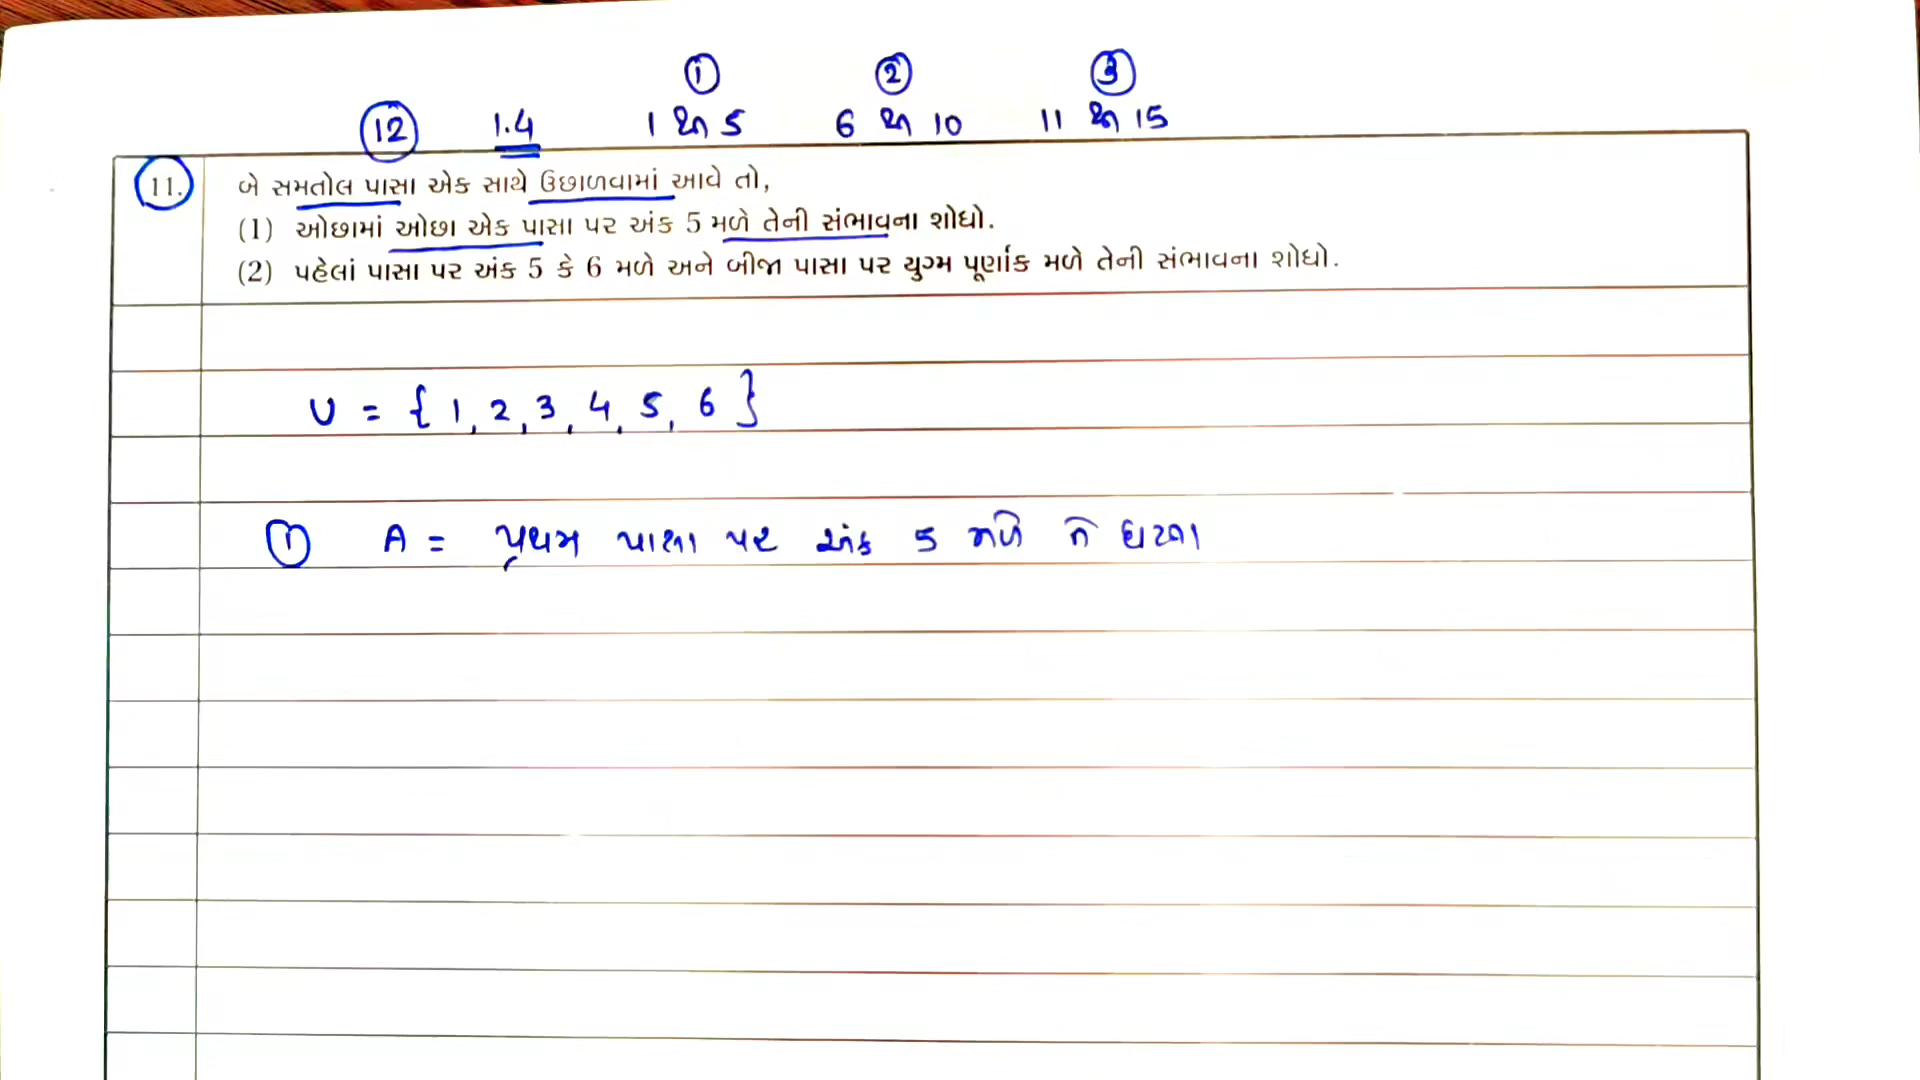 ① ② ③
⑫ 1.4 1 થી 5 6 થી 10 11 થી 15
11. બે સમતોલ પાસા એક સાથે ઉછાળવામાં આવે તો,
(1) ઓછામાં ઓછા એક પાસા પર અંક 5 મળે તેની સંભાવના શોધો.
(2) પહેલાં પાસા પર અંક 5 કે 6 મળે અને બીજા પાસા પર યુગ્મ પૂર્ણાંક મળે તેની સંભાવના શોધો.
U = { 1, 2, 3, 4, 5, 6 }
① A = પ્રથમ પાસા પર અંક 5 મળે તે ઘટના